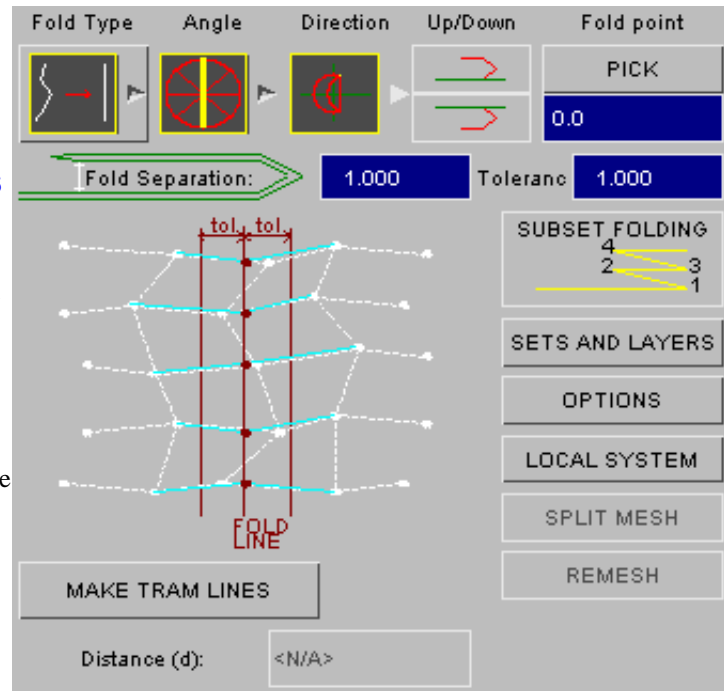 Fold Type Angle Direction Up/Down Fold point
PICK
0.0
Fold Separation: 1.000 Toleranc 1.000
tol. tol.
SUBSET FOLDING
4
2 3
1
SETS AND LAYERS
OPTIONS
LOCAL SYSTEM
e
SPLIT MESH
FOLD
LINE
REMESH
MAKE TRAM LINES
Distance (d): <N/A>